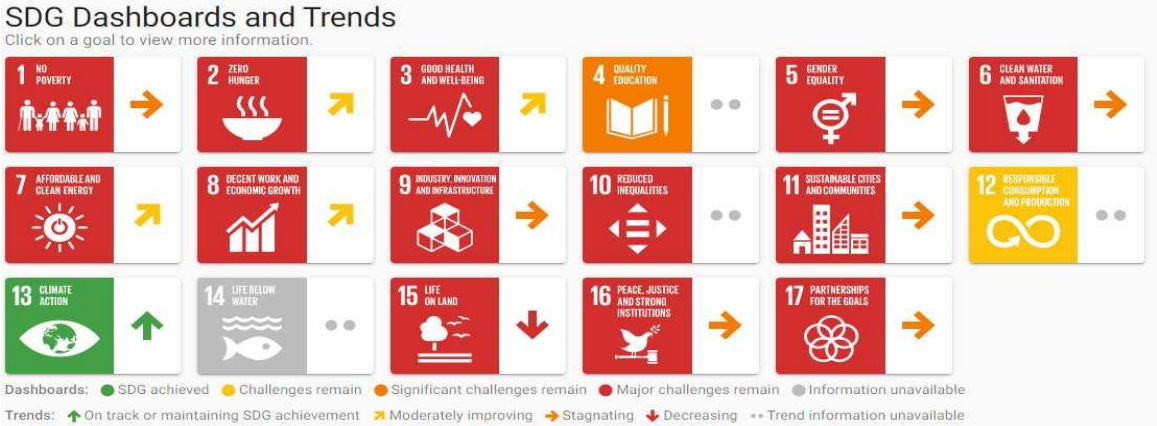 SDG Dashboards and Trends
Click on a goal to view more information.
1 NO
POVERTY
2 ZERO
HUNGER
3 GOOD HEALTH
AND WELL-BEING
4 QUALITY
EDUCATION
5 GENDER
EQUALITY
6 CLEAN WATER
AND SANITATION
7 AFFORDABLE AND
CLEAN ENERGY
8 DECENT WORK AND
ECONOMIC GROWTH
9 INDUSTRY, INNOVATION
AND INFRASTRUCTURE
10 REDUCED
INEQUALITIES
11 SUSTAINABLE CITIES
AND COMMUNITIES
12 RESPONSIBLE
CONSUMPTION
AND PRODUCTION
13 CLIMATE
ACTION
14 LIFE BELOW
WATER
15 LIFE
ON LAND
16 PEACE, JUSTICE
AND STRONG
INSTITUTIONS
17 PARTNERSHIPS
FOR THE GOALS
Dashboards: SDG achieved Challenges remain Significant challenges remain Major challenges remain Information unavailable
Trends: On track or maintaining SDG achievement Moderately improving Stagnating Decreasing Trend information unavailable